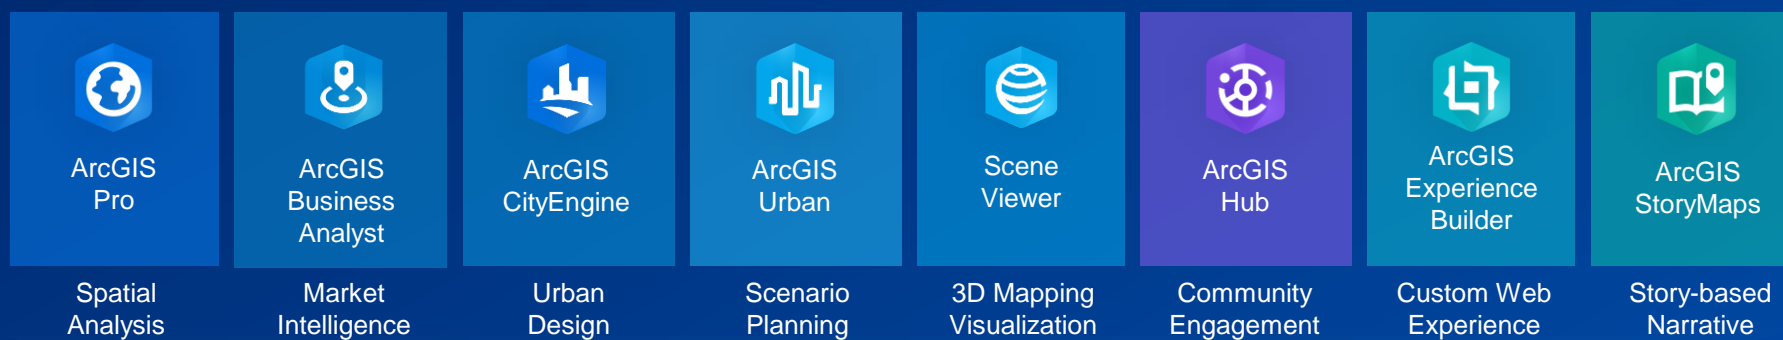 ArcGIS
Pro
ArcGIS
Business
Analyst
ArcGIS
CityEngine
ArcGIS
Urban
Scene
Viewer
ArcGIS
Hub
ArcGIS
Experience
Builder
ArcGIS
StoryMaps
Spatial
Analysis
Market
Intelligence
Urban
Design
Scenario
Planning
3D Mapping
Visualization
Community
Engagement
Custom Web
Experience
Story-based
Narrative